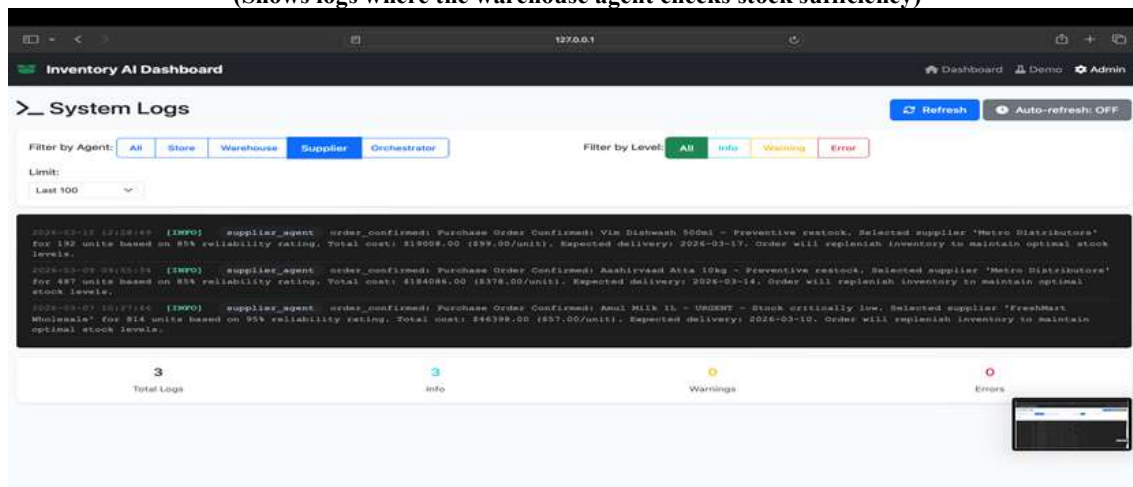 (Shows logs where the warehouse agent checks stock sufficiency)
127.0.0.1
Inventory AI Dashboard
Dashboard Demo Admin
>_ System Logs
Refresh
Auto-refresh: OFF
Filter by Agent: All Store Warehouse Supplier Orchestrator
Filter by Level: All Info Warning Error
Limit:
Last 100
[INFO] supplier_agent order_confirmed: Purchase Order Confirmed: Vim Dishwash 500ml - Preventive restock. Selected supplier 'Metro Distributors'
for 192 units based on 85% reliability rating. Total cost: $19008.00 ($99.00/unit). Expected delivery: 2026-03-17. Order will replenish inventory to maintain optimal stock
levels.
[INFO] supplier_agent order_confirmed: Purchase Order Confirmed: Aashirvaad Atta 10kg - Preventive restock. Selected supplier 'Metro Distributors'
for 487 units based on 85% reliability rating. Total cost: $184086.00 ($378.00/unit). Expected delivery: 2026-03-14. Order will replenish inventory to maintain optimal
stock levels.
[INFO] supplier_agent order_confirmed: Purchase Order Confirmed: Amul Milk 1L - URGENT - Stock critically low. Selected supplier 'FreshMart
Wholesale' for 814 units based on 95% reliability rating. Total cost: $46398.00 ($57.00/unit). Expected delivery: 2026-03-10. Order will replenish inventory to maintain
optimal stock levels.
3
Total Logs
3
Info
0
Warnings
0
Errors